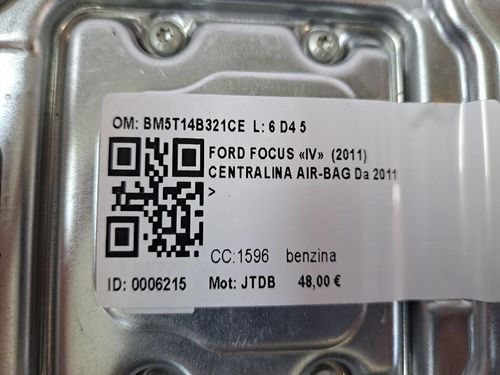 OM: BM5T14B321CE L: 6 D4 5
FORD FOCUS «IV» (2011)
CENTRALINA AIR-BAG Da 2011
>
CC:1596 benzina
ID: 0006215 Mot: JTDB 48,00 €